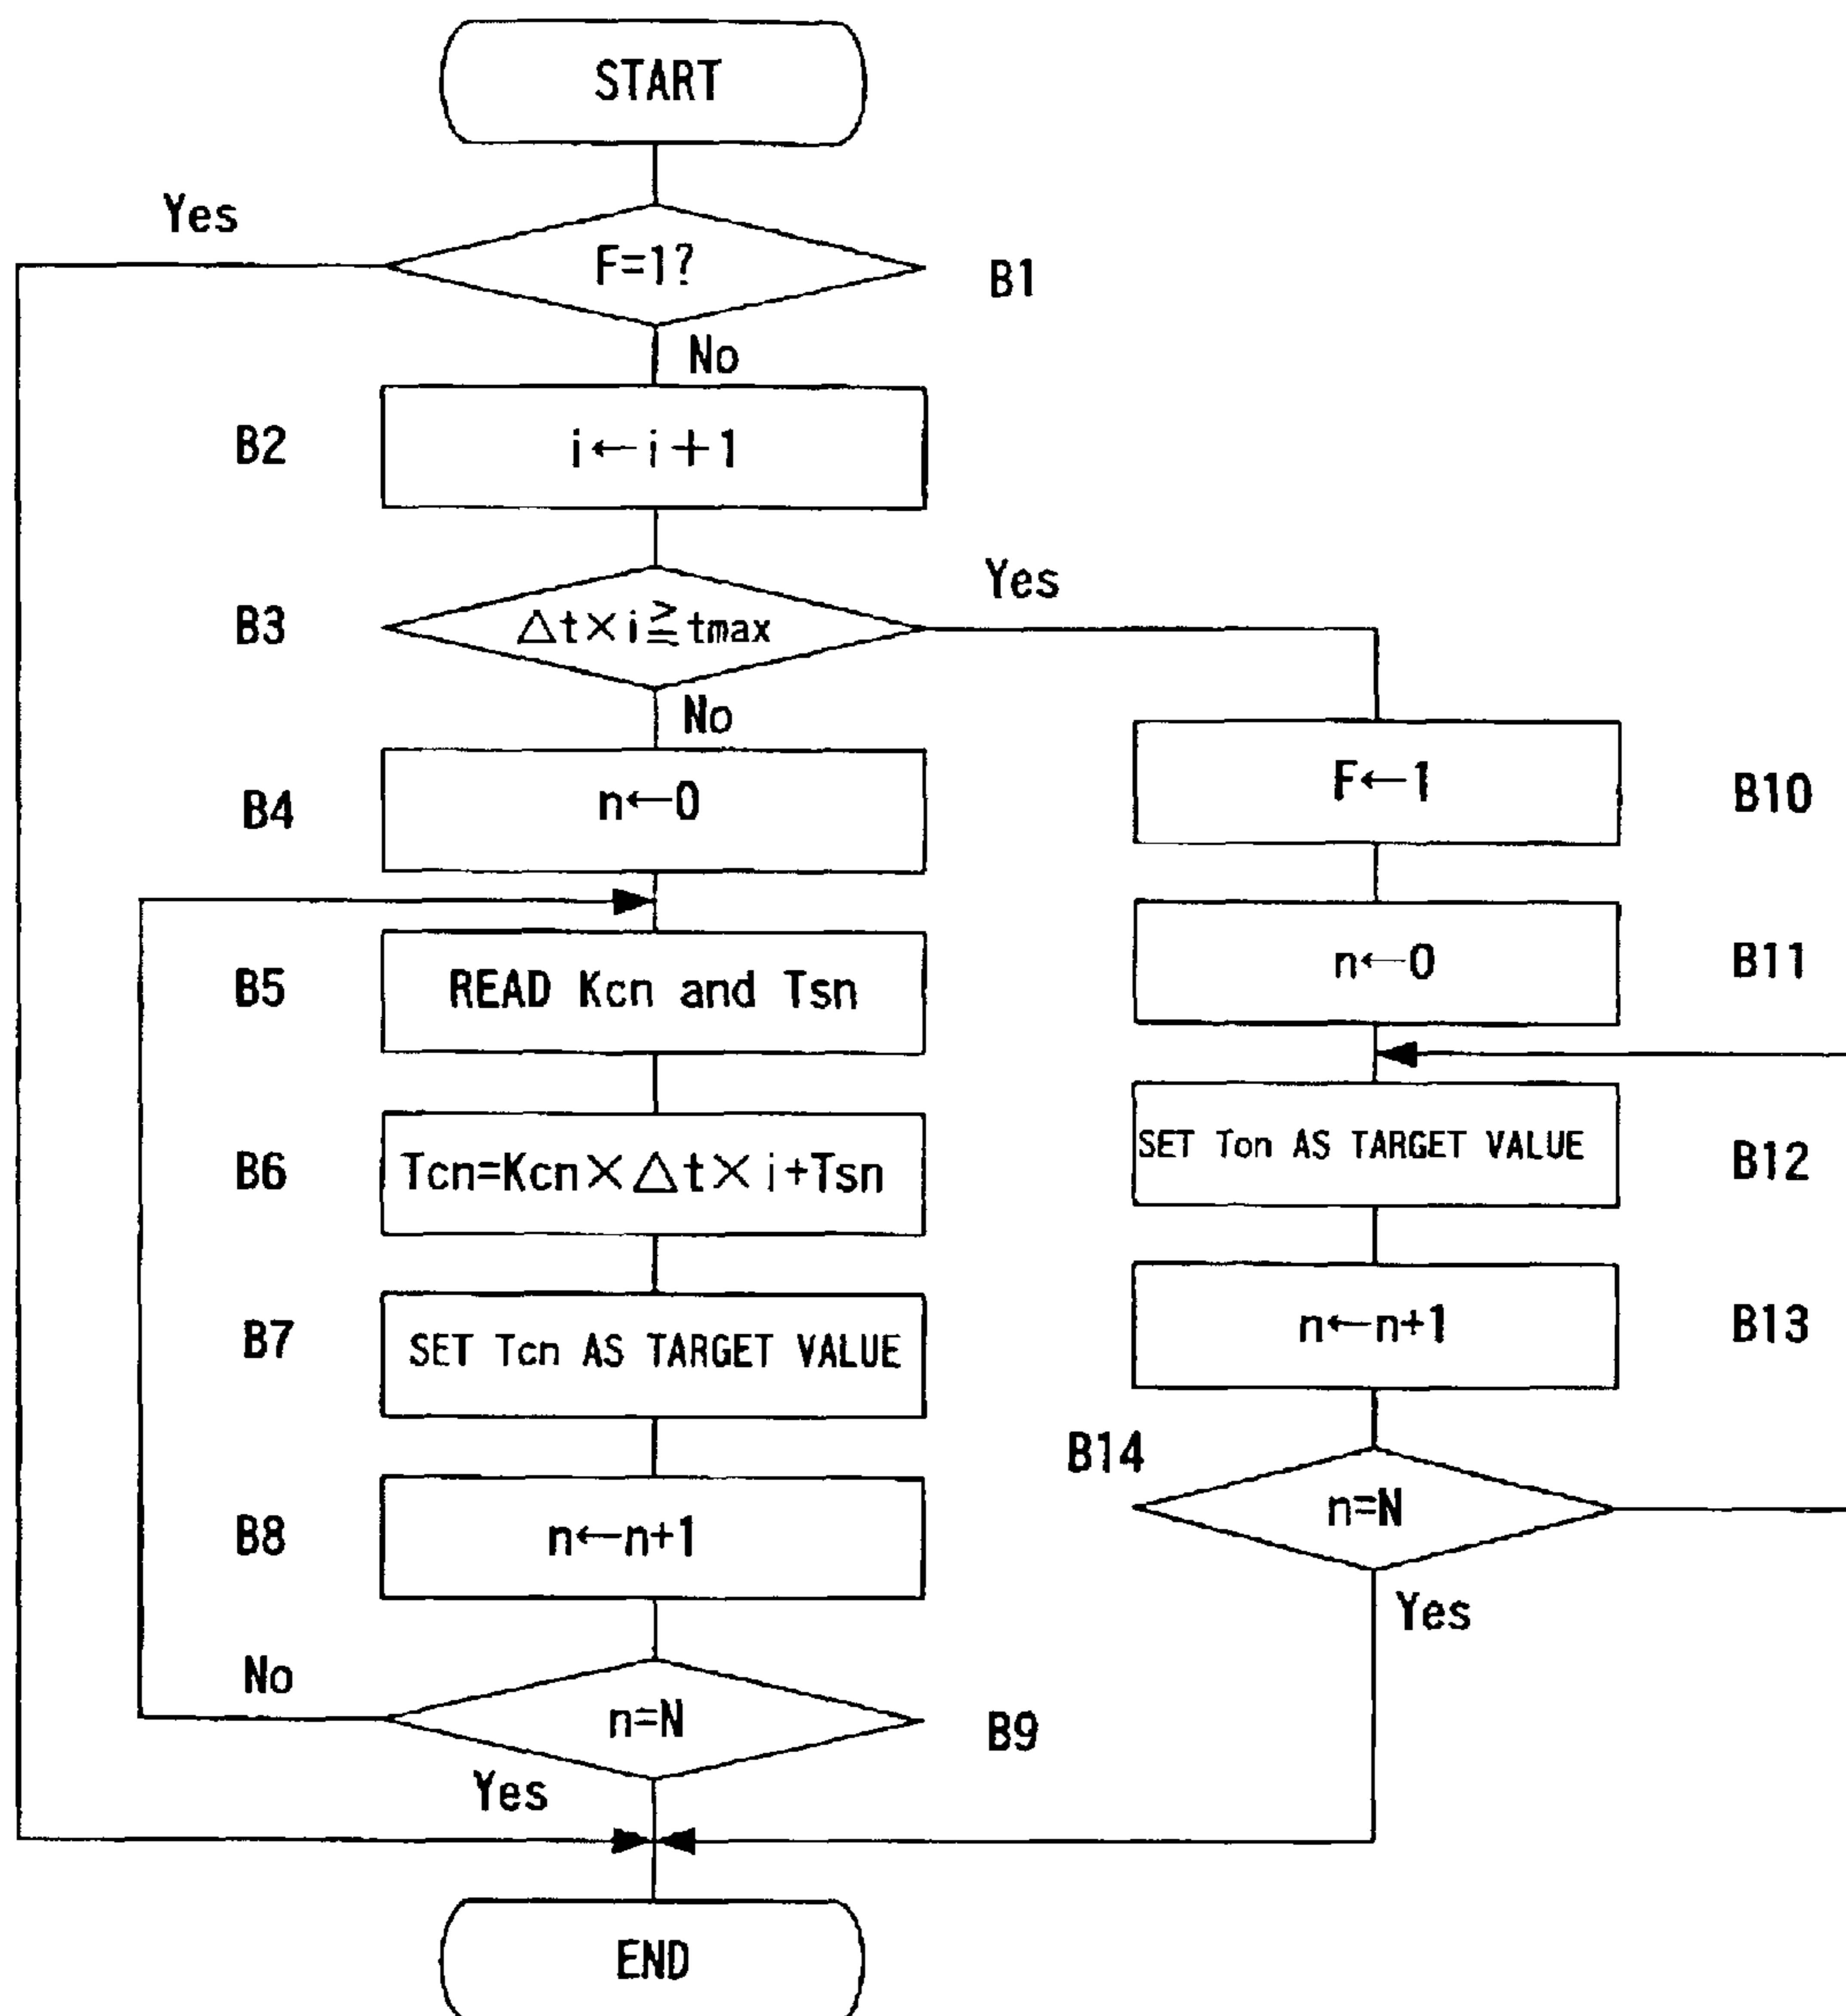 START
Yes
F=1?
B1
No
B2
i←i+1
B3
△t×i≧tmax
Yes
No
B4
n←0
F←1
B10
B5
READ Kcn and Tsn
n←0
B11
B6
Tcn=Kcn×△t×i+Tsn
SET Ton AS TARGET VALUE
B12
B7
SET Tcn AS TARGET VALUE
n←n+1
B13
B8
n←n+1
B14
n=N
Yes
No
n=N
B9
Yes
END